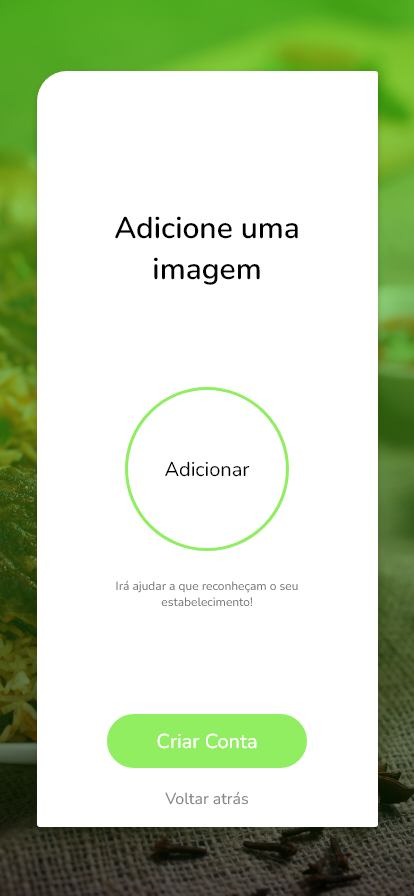 Adicione uma
imagem
Adicionar
Irá ajudar a que reconheçam o seu
estabelecimento!
Criar Conta
Voltar atrás